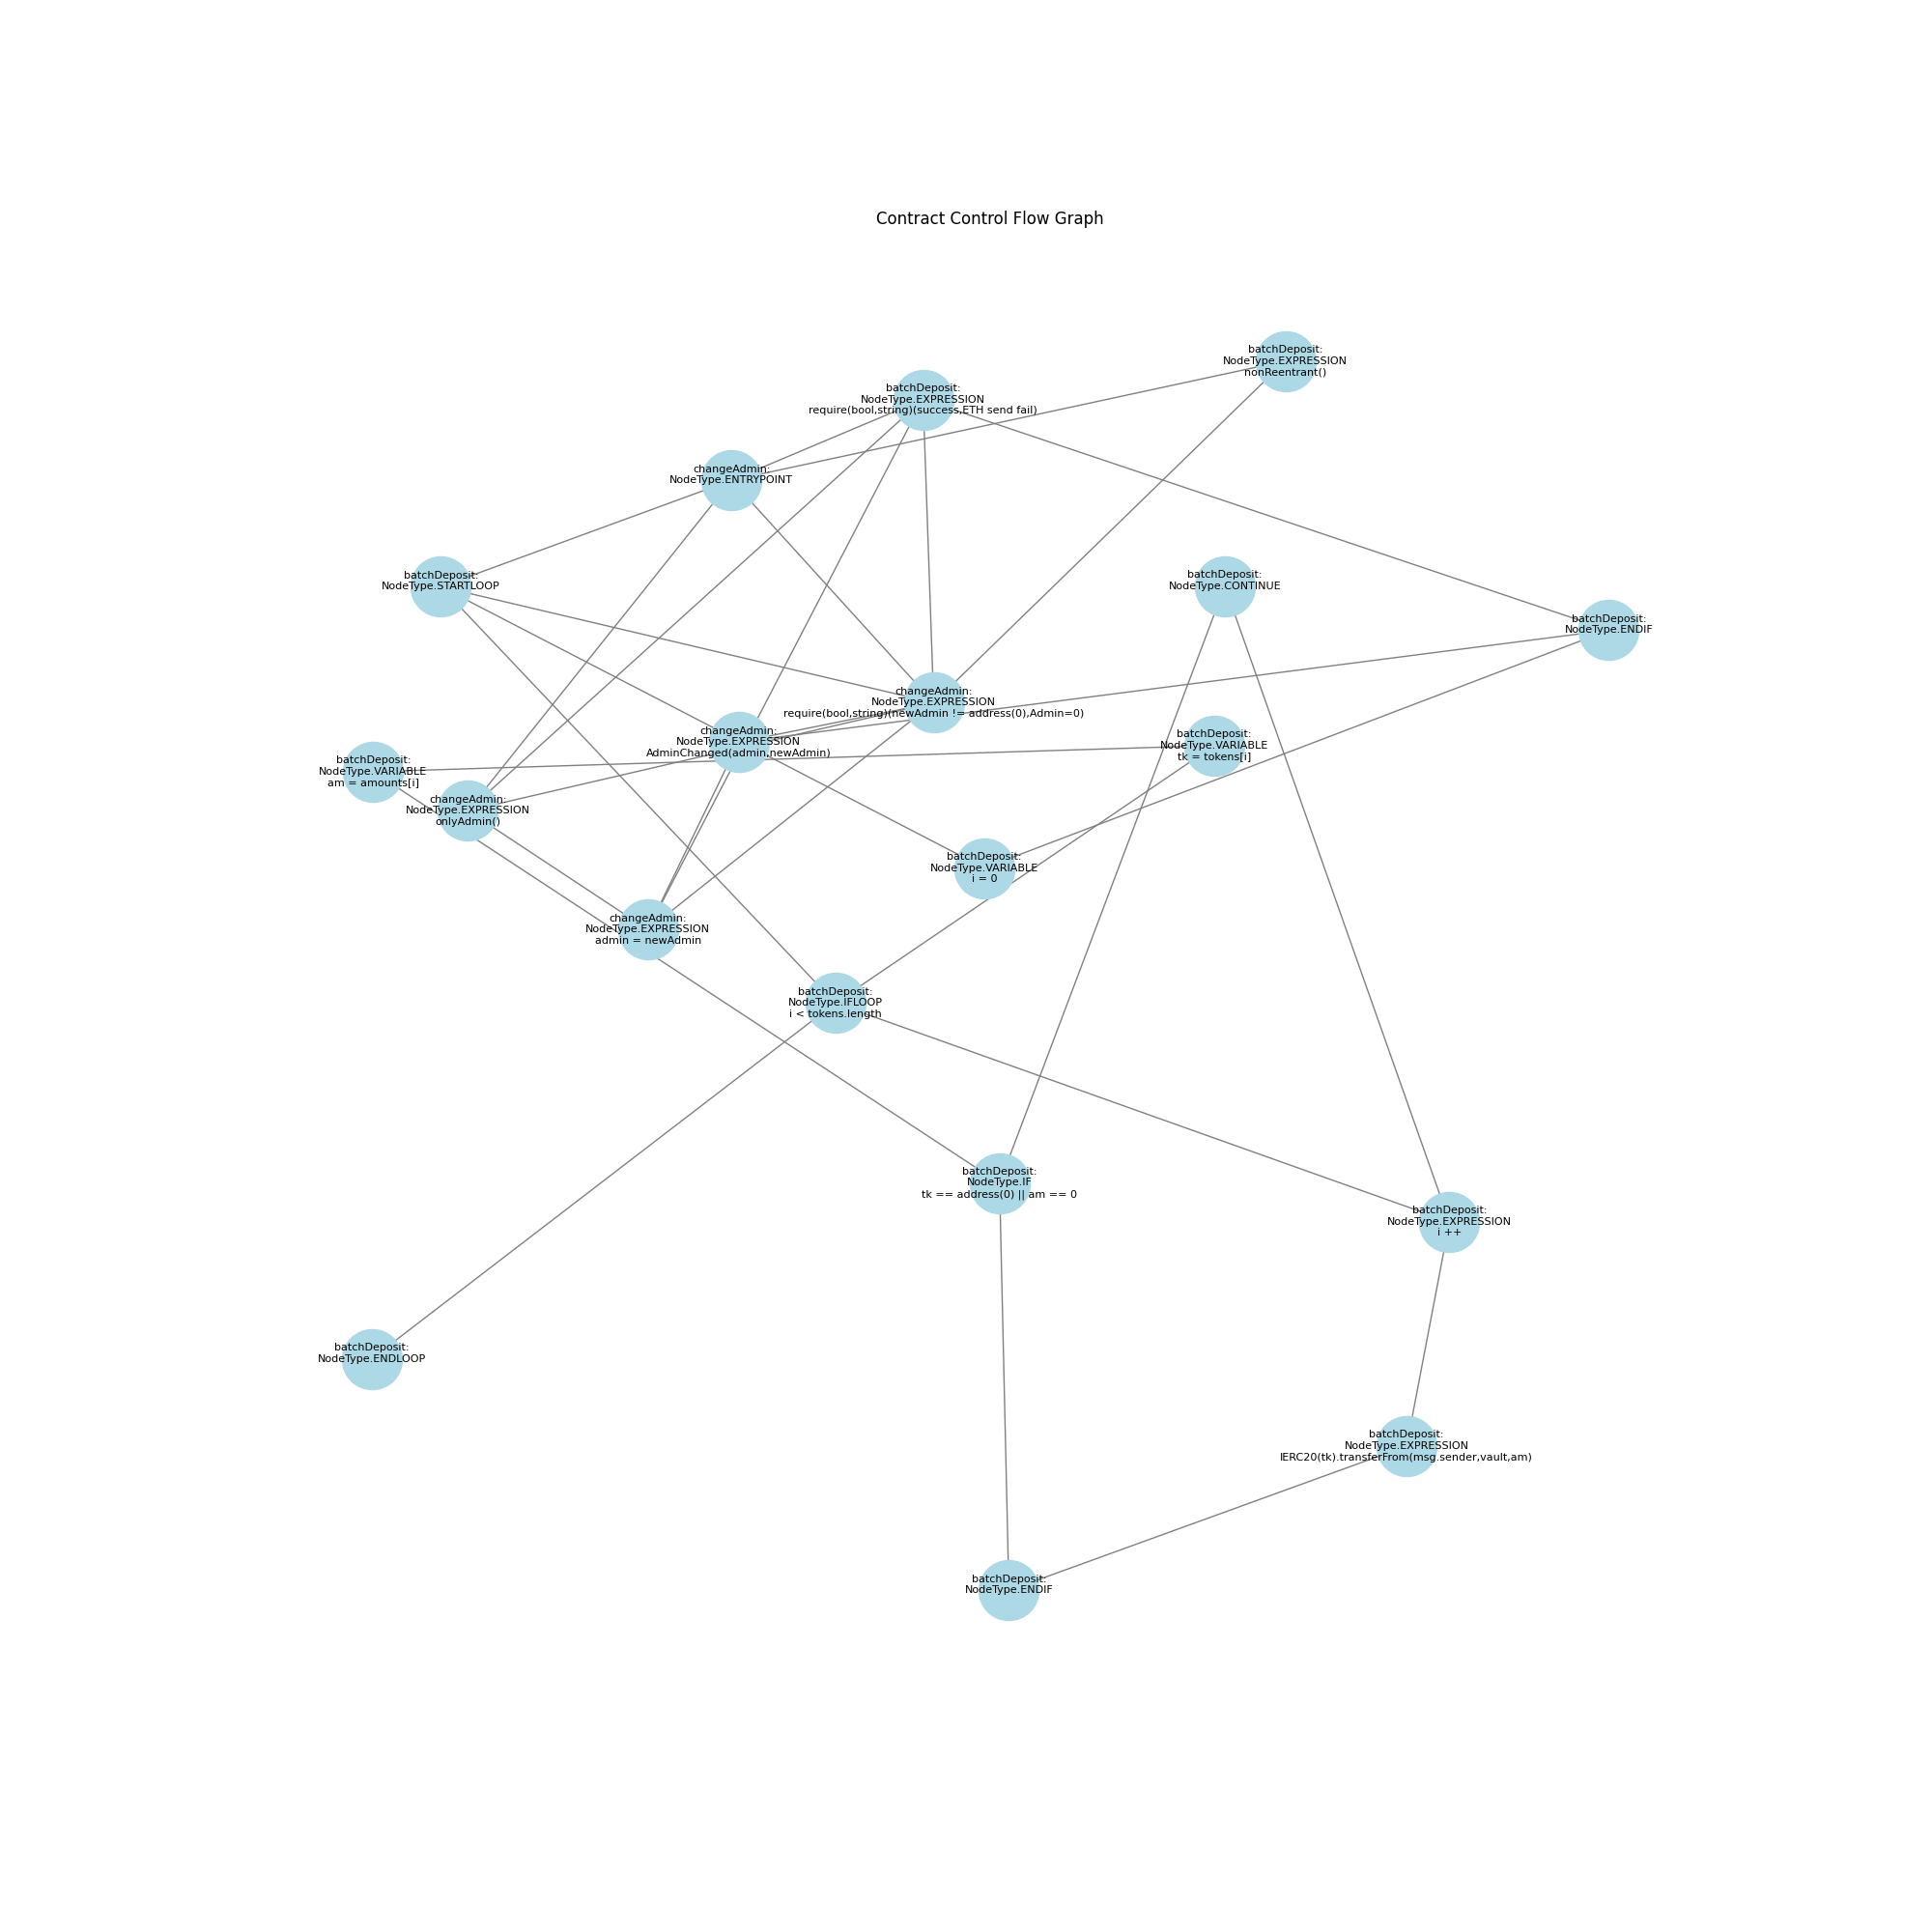 Contract Control Flow Graph
batchDeposit:
NodeType.EXPRESSION
nonReentrant()
batchDeposit:
NodeType.EXPRESSION
require(bool,string)(success,ETH send fail)
changeAdmin:
NodeType.ENTRYPOINT
batchDeposit:
NodeType.STARTLOOP
batchDeposit:
NodeType.CONTINUE
batchDeposit:
NodeType.ENDIF
changeAdmin:
NodeType.EXPRESSION
require(bool,string)(newAdmin != address(0),Admin=0)
changeAdmin:
NodeType.EXPRESSION
AdminChanged(admin,newAdmin)
batchDeposit:
NodeType.VARIABLE
tk = tokens[i]
batchDeposit:
NodeType.VARIABLE
am = amounts[i]
changeAdmin:
NodeType.EXPRESSION
onlyAdmin()
batchDeposit:
NodeType.VARIABLE
i = 0
changeAdmin:
NodeType.EXPRESSION
admin = newAdmin
batchDeposit:
NodeType.IFLOOP
i < tokens.length
batchDeposit:
NodeType.IF
tk == address(0) || am == 0
batchDeposit:
NodeType.EXPRESSION
i ++
batchDeposit:
NodeType.ENDLOOP
batchDeposit:
NodeType.EXPRESSION
IERC20(tk).transferFrom(msg.sender,vault,am)
batchDeposit:
NodeType.ENDIF